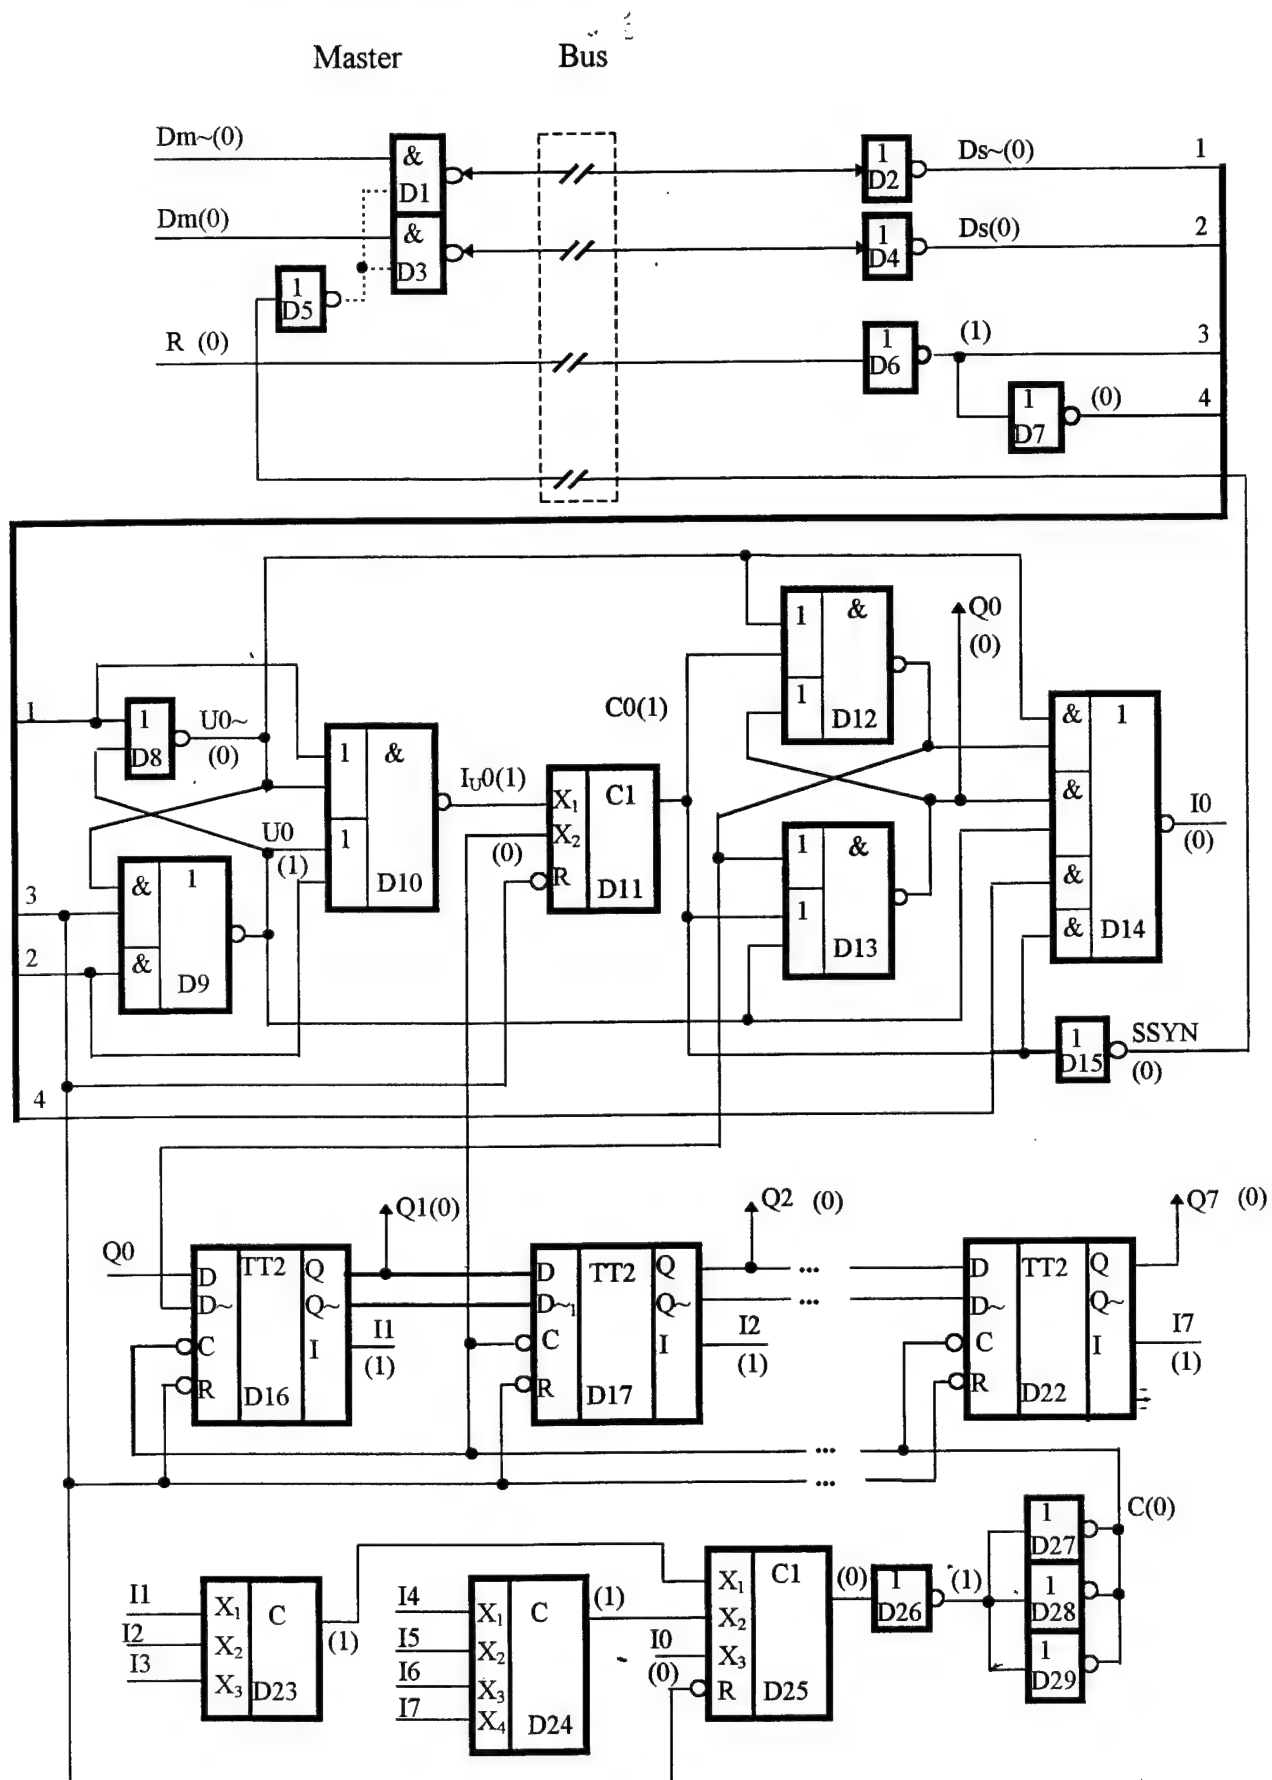 Master Bus
Dm~(0)
&
D1
1
D2
Ds~(0)
1
Dm(0)
&
D3
1
D4
Ds(0)
2
1
D5
R (0)
1
D6
(1)
3
1
D7
(0)
4
1
1
D8
U0~
(0)
1 &
1
D10
I_U0(1)
U0
(1)
& 1
&
D9
3
2
4
X1 C1
X2
R D11
(0)
C0(1)
1 &
1
D12
1 &
1
D13
Q0
(0)
& 1
&
&
& D14
I0
(0)
1
D15
SSYN
(0)
Q0
D TT2 Q
D~ Q~
C I
R D16
Q1(0)
I1
(1)
D TT2 Q
D~1 Q~
C I
R D17
Q2 (0)
I2
(1)
...
...
D TT2 Q
D~ Q~
C I
R D22
Q7 (0)
I7
(1)
...
...
I1
I2
I3
X1 C
X2
X3 D23
(1)
I4
I5
I6
I7
X1 C
X2
X3
X4 D24
(1)
I0
(0)
X1 C1
X2
X3
R D25
(0)
1
D26
(1)
1
D27
1
D28
1
D29
C(0)